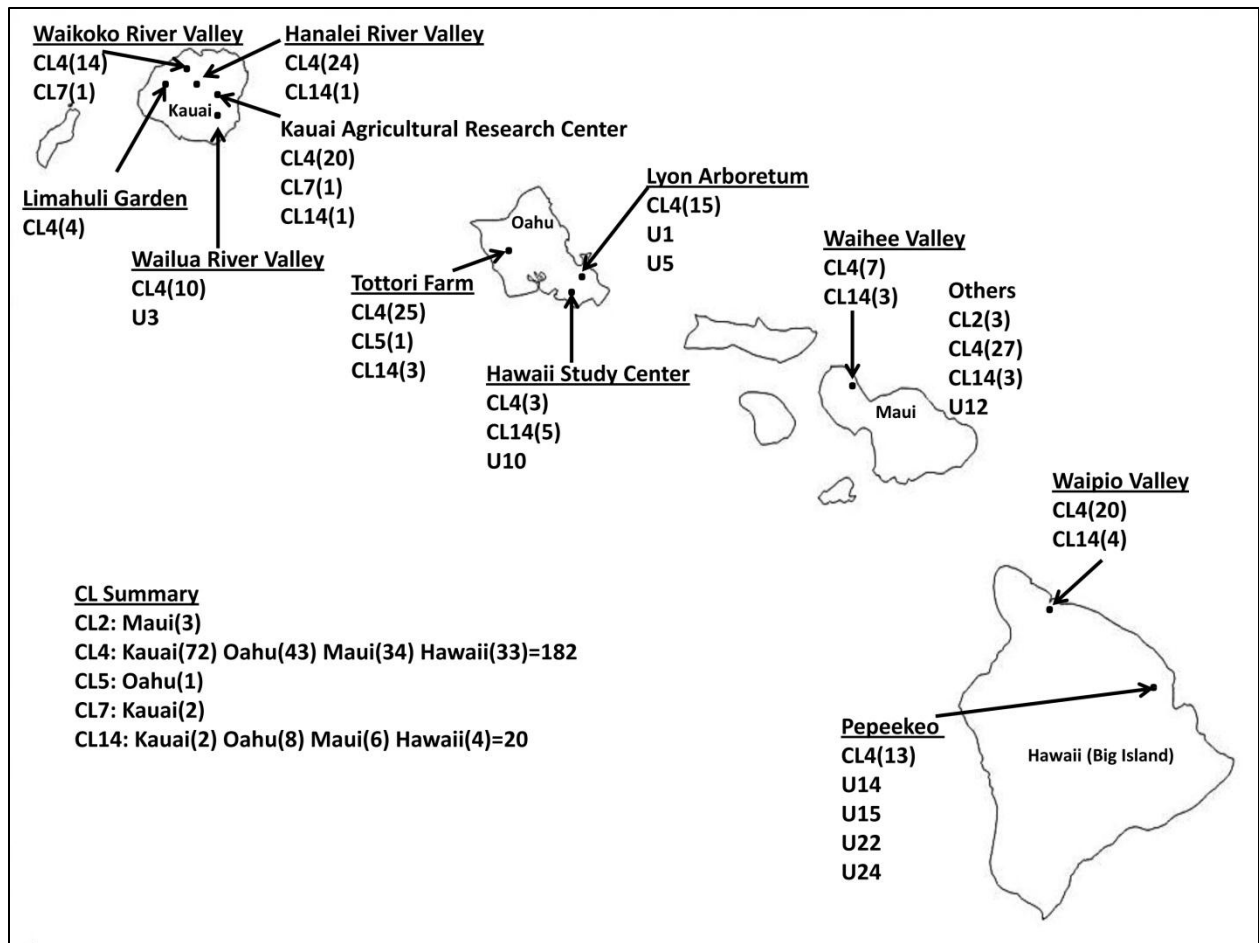 Waikoko River Valley
CL4(14)
CL7(1)
Hanalei River Valley
CL4(24)
CL14(1)
Kauai
Kauai Agricultural Research Center
CL4(20)
CL7(1)
CL14(1)
Limahuli Garden
CL4(4)
Wailua River Valley
CL4(10)
U3
Oahu
Lyon Arboretum
CL4(15)
U1
U5
Tottori Farm
CL4(25)
CL5(1)
CL14(3)
Hawaii Study Center
CL4(3)
CL14(5)
U10
Waihee Valley
CL4(7)
CL14(3)
Others
CL2(3)
CL4(27)
CL14(3)
U12
Maui
Waipio Valley
CL4(20)
CL14(4)
CL Summary
CL2: Maui(3)
CL4: Kauai(72) Oahu(43) Maui(34) Hawaii(33)=182
CL5: Oahu(1)
CL7: Kauai(2)
CL14: Kauai(2) Oahu(8) Maui(6) Hawaii(4)=20
Pepeekeo
CL4(13)
U14
U15
U22
U24
Hawaii (Big Island)